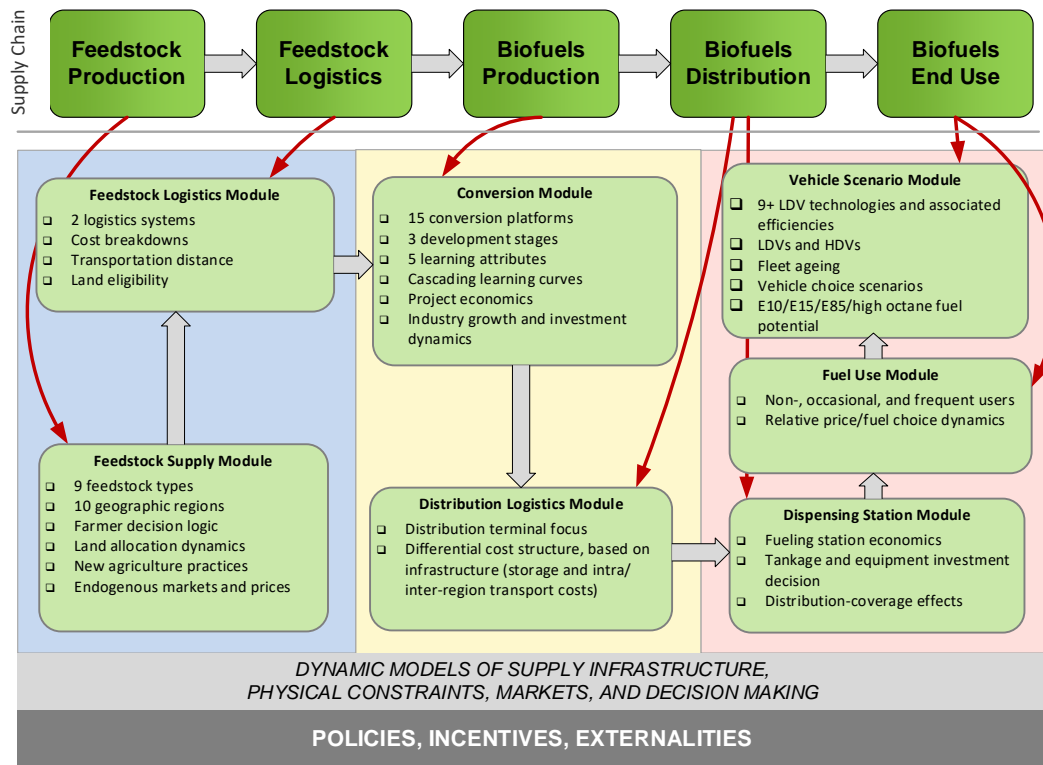 Supply Chain
Feedstock
Production
Feedstock
Logistics
Biofuels
Production
Biofuels
Distribution
Biofuels
End Use
Feedstock Logistics Module
2 logistics systems
Cost breakdowns
Transportation distance
Land eligibility
Feedstock Supply Module
9 feedstock types
10 geographic regions
Farmer decision logic
Land allocation dynamics
New agriculture practices
Endogenous markets and prices
Conversion Module
15 conversion platforms
3 development stages
5 learning attributes
Cascading learning curves
Project economics
Industry growth and investment
dynamics
Distribution Logistics Module
Distribution terminal focus
Differential cost structure, based on
infrastructure (storage and intra/
inter-region transport costs)
Vehicle Scenario Module
9+ LDV technologies and associated
efficiencies
LDVs and HDVs
Fleet ageing
Vehicle choice scenarios
E10/E15/E85/high octane fuel
potential
Fuel Use Module
Non-, occasional, and frequent users
Relative price/fuel choice dynamics
Dispensing Station Module
Fueling station economics
Tankage and equipment investment
decision
Distribution-coverage effects
DYNAMIC MODELS OF SUPPLY INFRASTRUCTURE,
PHYSICAL CONSTRAINTS, MARKETS, AND DECISION MAKING
POLICIES, INCENTIVES, EXTERNALITIES